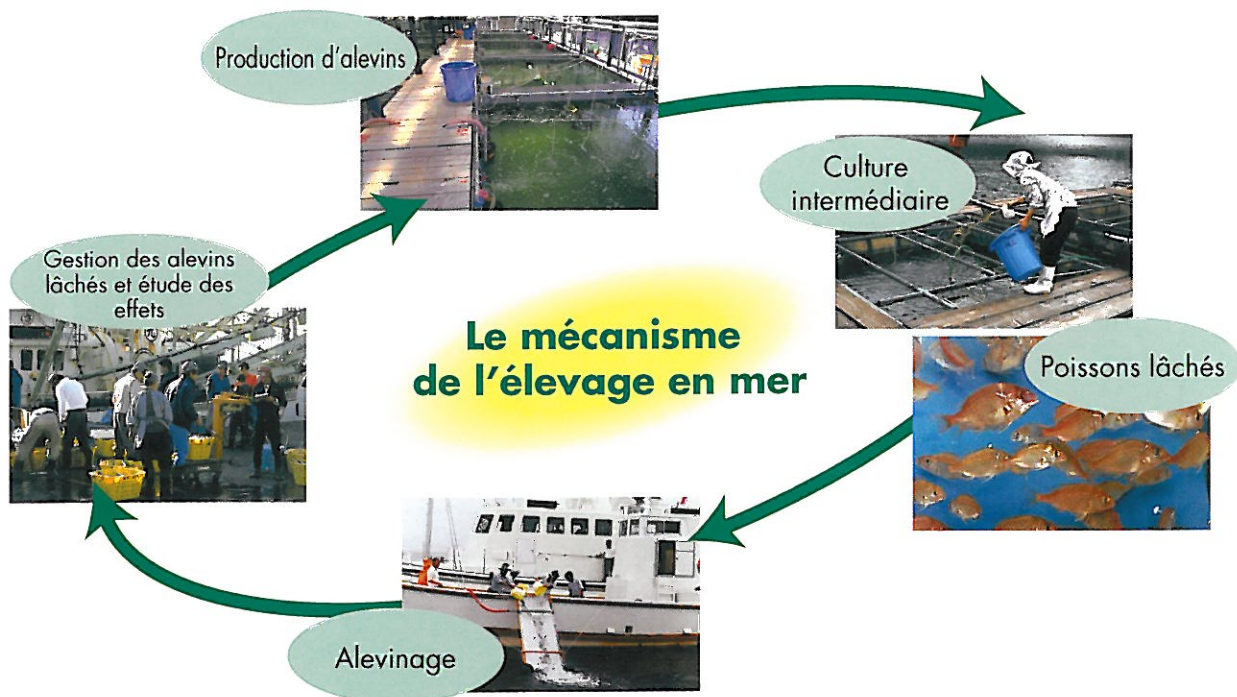 Production d'alevins
Culture
intermédiaire
Gestion des alevins
lâchés et étude des
effets
Le mécanisme
de l'élevage en mer
Poissons lâchés
Alevinage